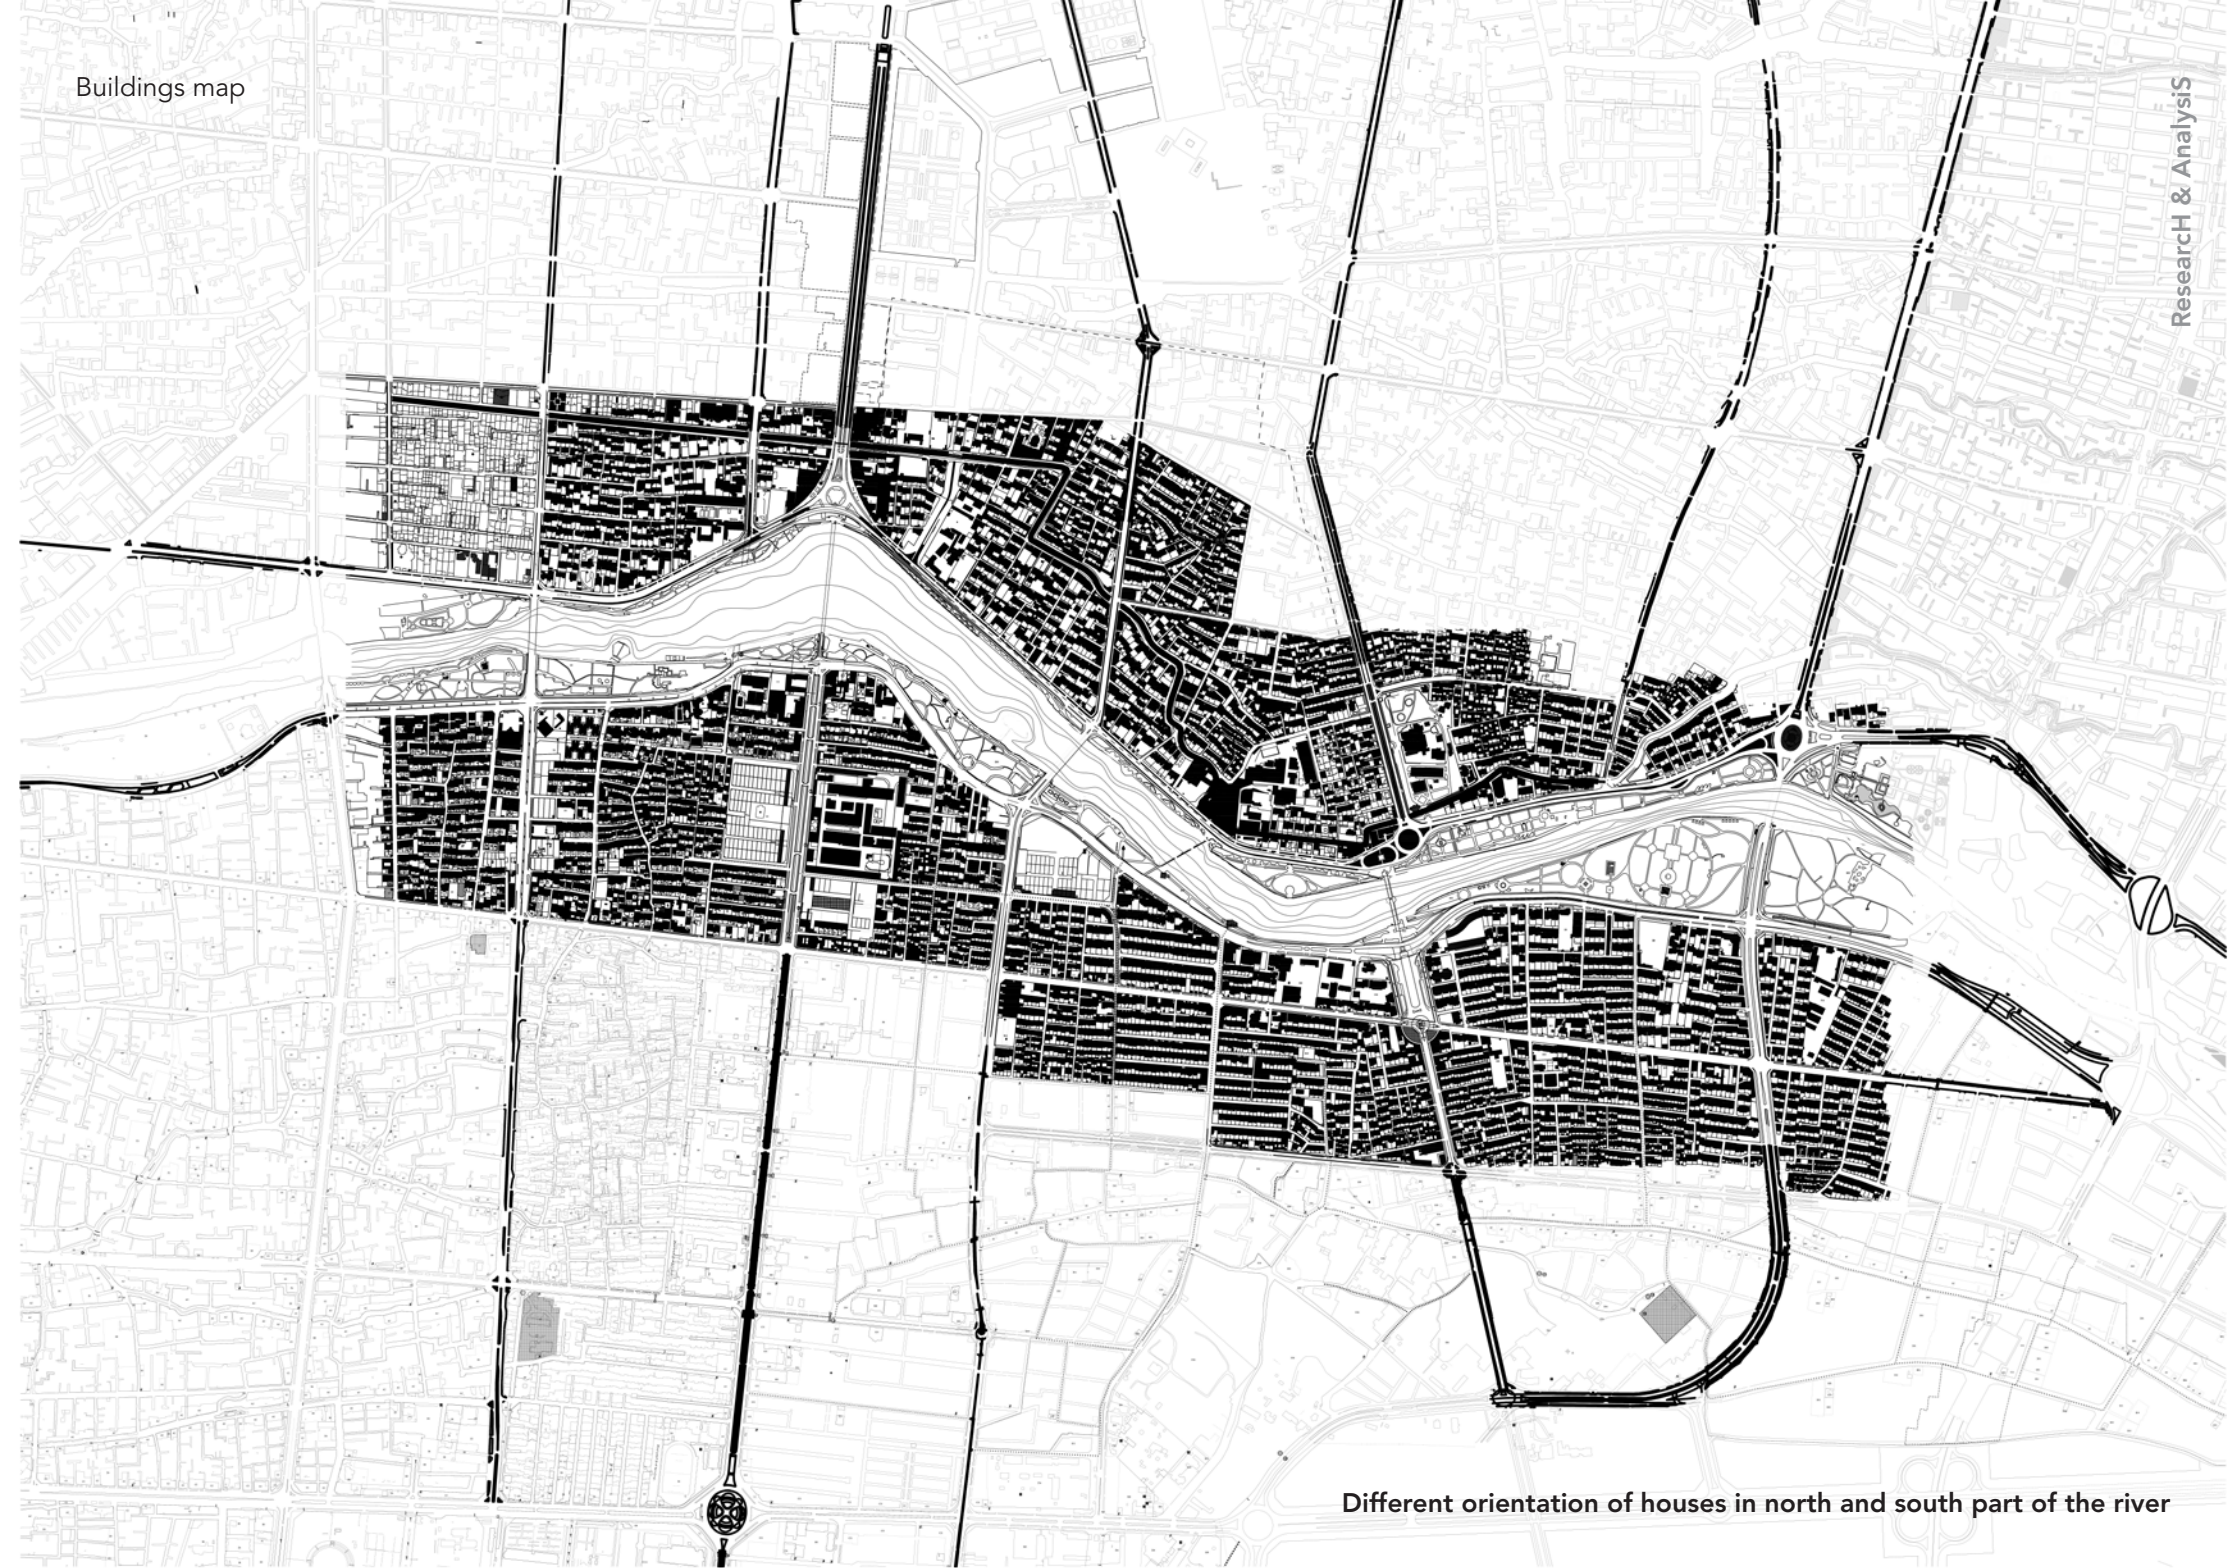 Buildings map
ResearcH & AnalysiS
Different orientation of houses in north and south part of the river